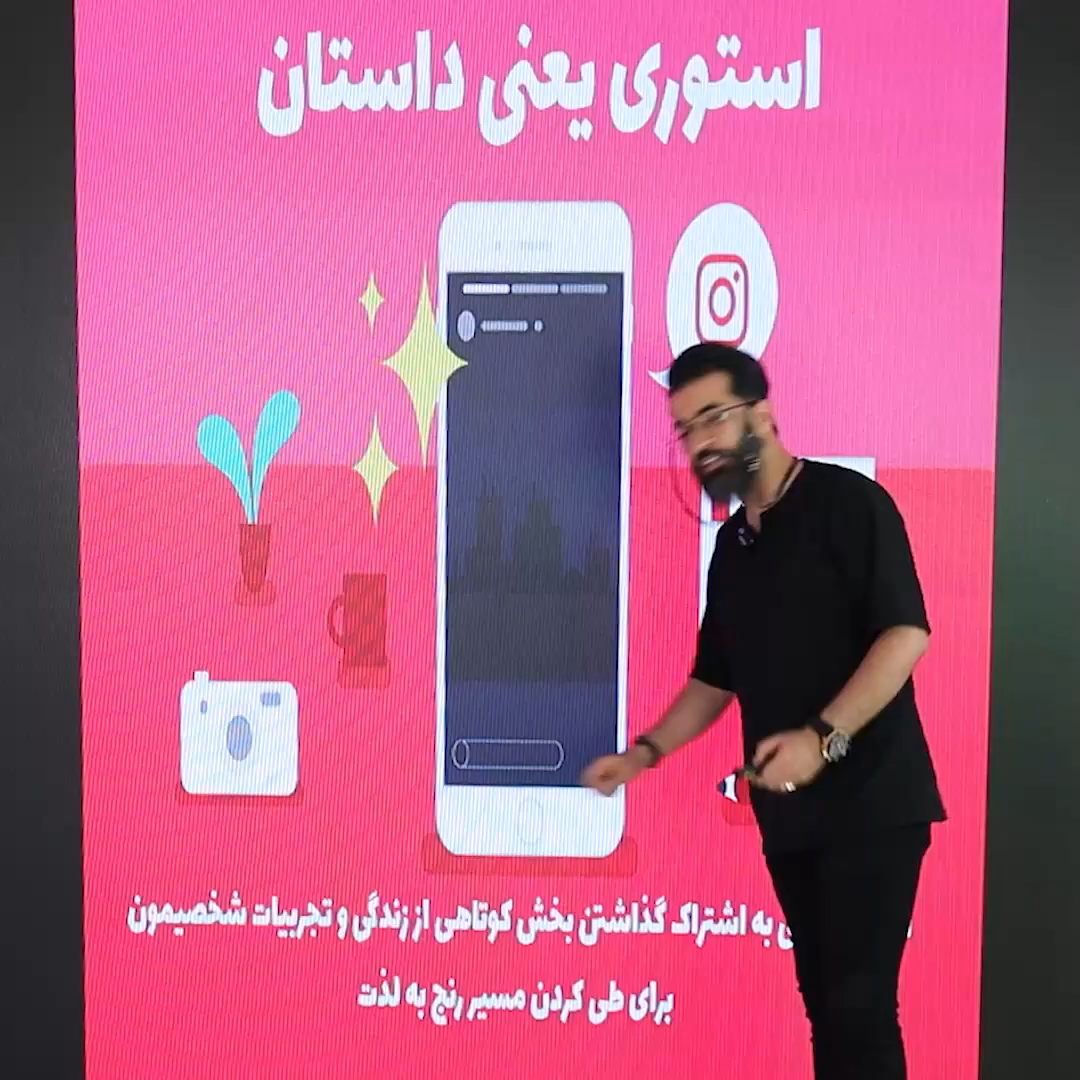 استوری یعنی داستان
به اشتراک گذاشتن بخش کوتاهی از زندگی و تجربیات شخصیمون
برای طی کردن مسیر رنج به لذت